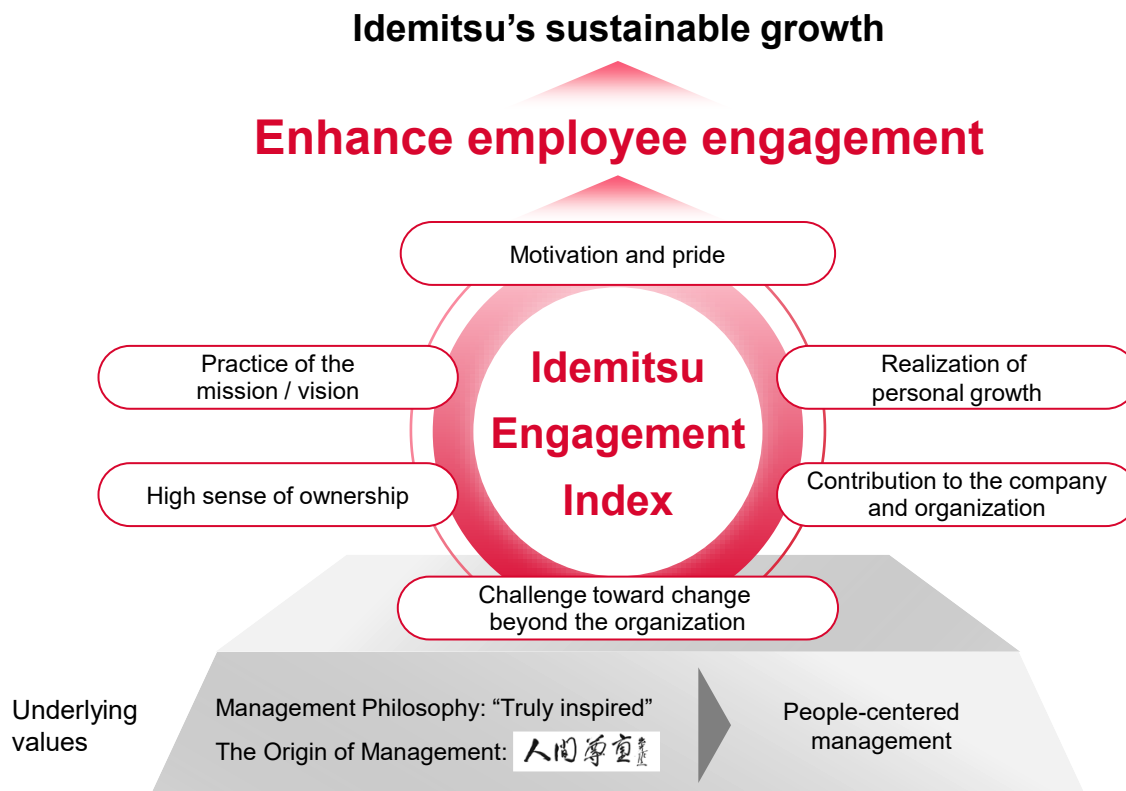 Idemitsu’s sustainable growth
Enhance employee engagement
Motivation and pride
Practice of the
mission / vision
Idemitsu
Engagement
Index
Realization of
personal growth
High sense of ownership
Contribution to the company
and organization
Challenge toward change
beyond the organization
Underlying
values
Management Philosophy: “Truly inspired”
The Origin of Management: 人間尊重
People-centered
management